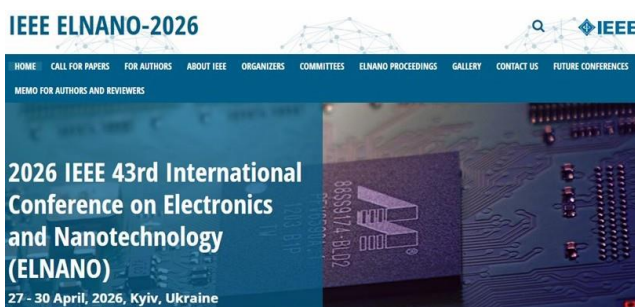 IEEE ELNANO-2026
IEEE
HOME CALL FOR PAPERS FOR AUTHORS ABOUT IEEE ORGANIZERS COMMITTEES ELNANO PROCEEDINGS GALLERY CONTACT US FUTURE CONFERENCES
MEMO FOR AUTHORS AND REVIEWERS
2026 IEEE 43rd International
Conference on Electronics
and Nanotechnology
(ELNANO)
27 - 30 April, 2026, Kyiv, Ukraine
88SS9174-BLD2